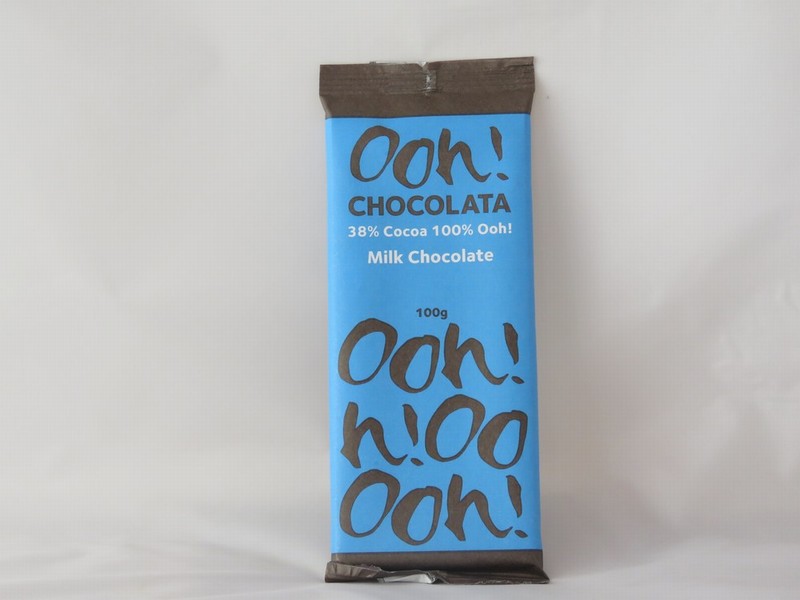 Ooh!
CHOCOLATA
38% Cocoa 100% Ooh!
Milk Chocolate
100g
Ooh!
h!Oo
Ooh!